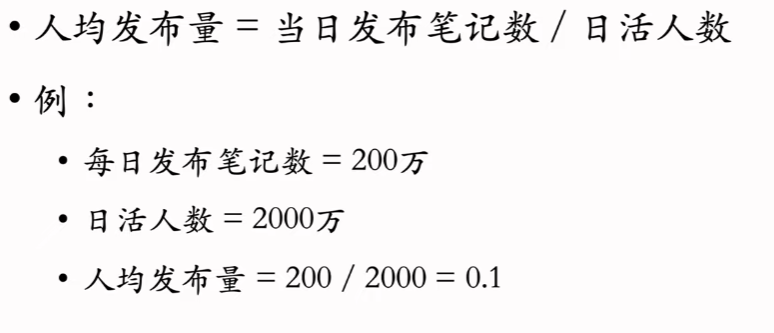 • 人均发布量 = 当日发布笔记数 / 日活人数
• 例：
• 每日发布笔记数 = 200万
• 日活人数 = 2000万
• 人均发布量 = 200 / 2000 = 0.1